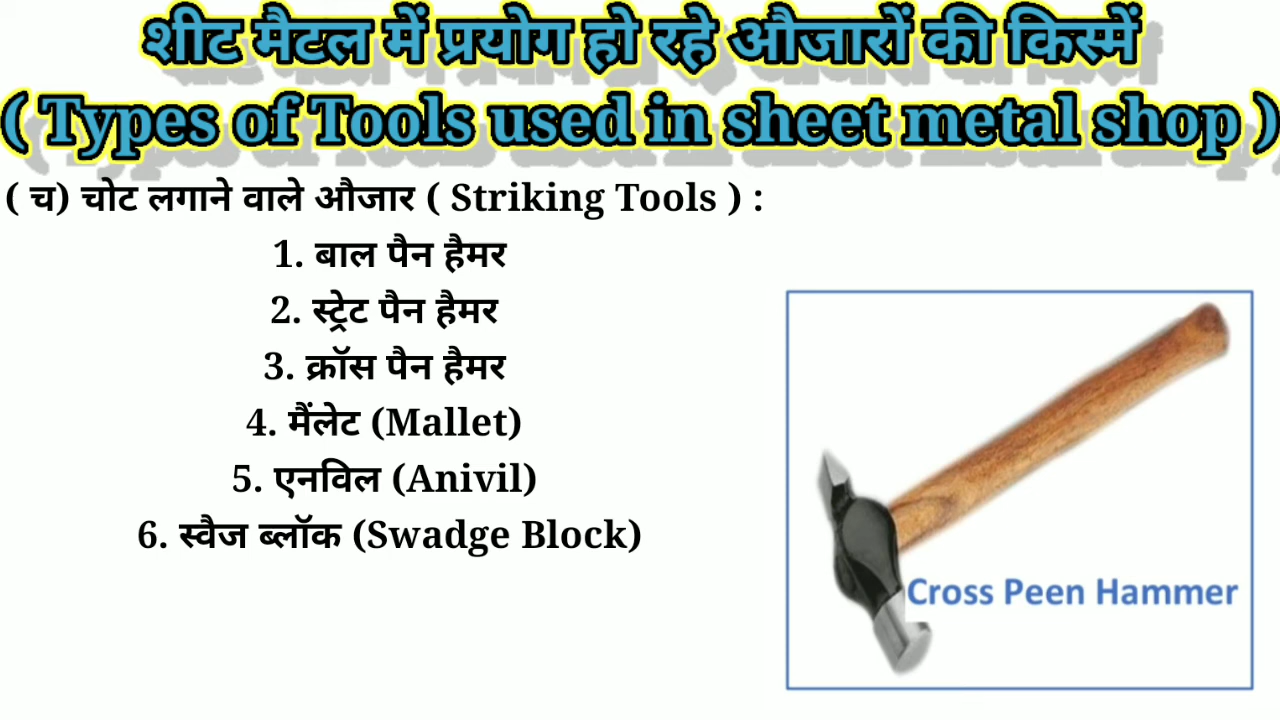 शीट मैटल में प्रयोग हो रहे औजारों की किस्में
( Types of Tools used in sheet metal shop )
( च) चोट लगाने वाले औजार ( Striking Tools ) :
1. बाल पैन हैमर
2. स्ट्रेट पैन हैमर
3. क्रॉस पैन हैमर
4. मैंलेट (Mallet)
5. एनविल (Anivil)
6. स्वैज ब्लॉक (Swadge Block)
Cross Peen Hammer